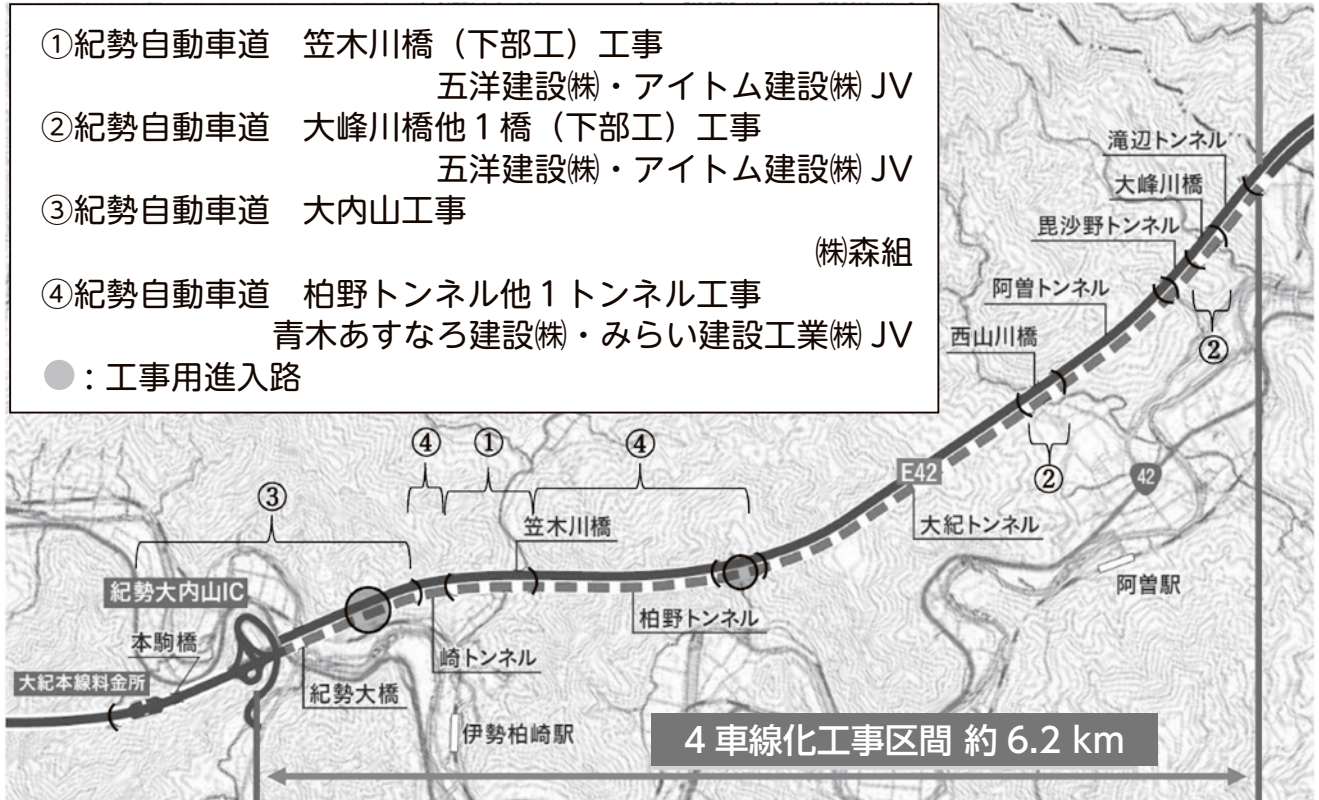 ①紀勢自動車道　笠木川橋（下部工）工事
五洋建設㈱・アイトム建設㈱ JV
②紀勢自動車道　大峰川橋他１橋（下部工）工事
五洋建設㈱・アイトム建設㈱ JV
③紀勢自動車道　大内山工事
㈱森組
④紀勢自動車道　柏野トンネル他１トンネル工事
青木あすなろ建設㈱・みらい建設工業㈱ JV
：工事用進入路
滝辺トンネル
大峰川橋
毘沙野トンネル
阿曽トンネル
西山川橋
②
②
④
①
④
③
E42
42
大紀トンネル
笠木川橋
阿曽駅
紀勢大内山IC
柏野トンネル
本駒橋
崎トンネル
大紀本線料金所
紀勢大橋
伊勢柏崎駅
４車線化工事区間 約 6.2 km